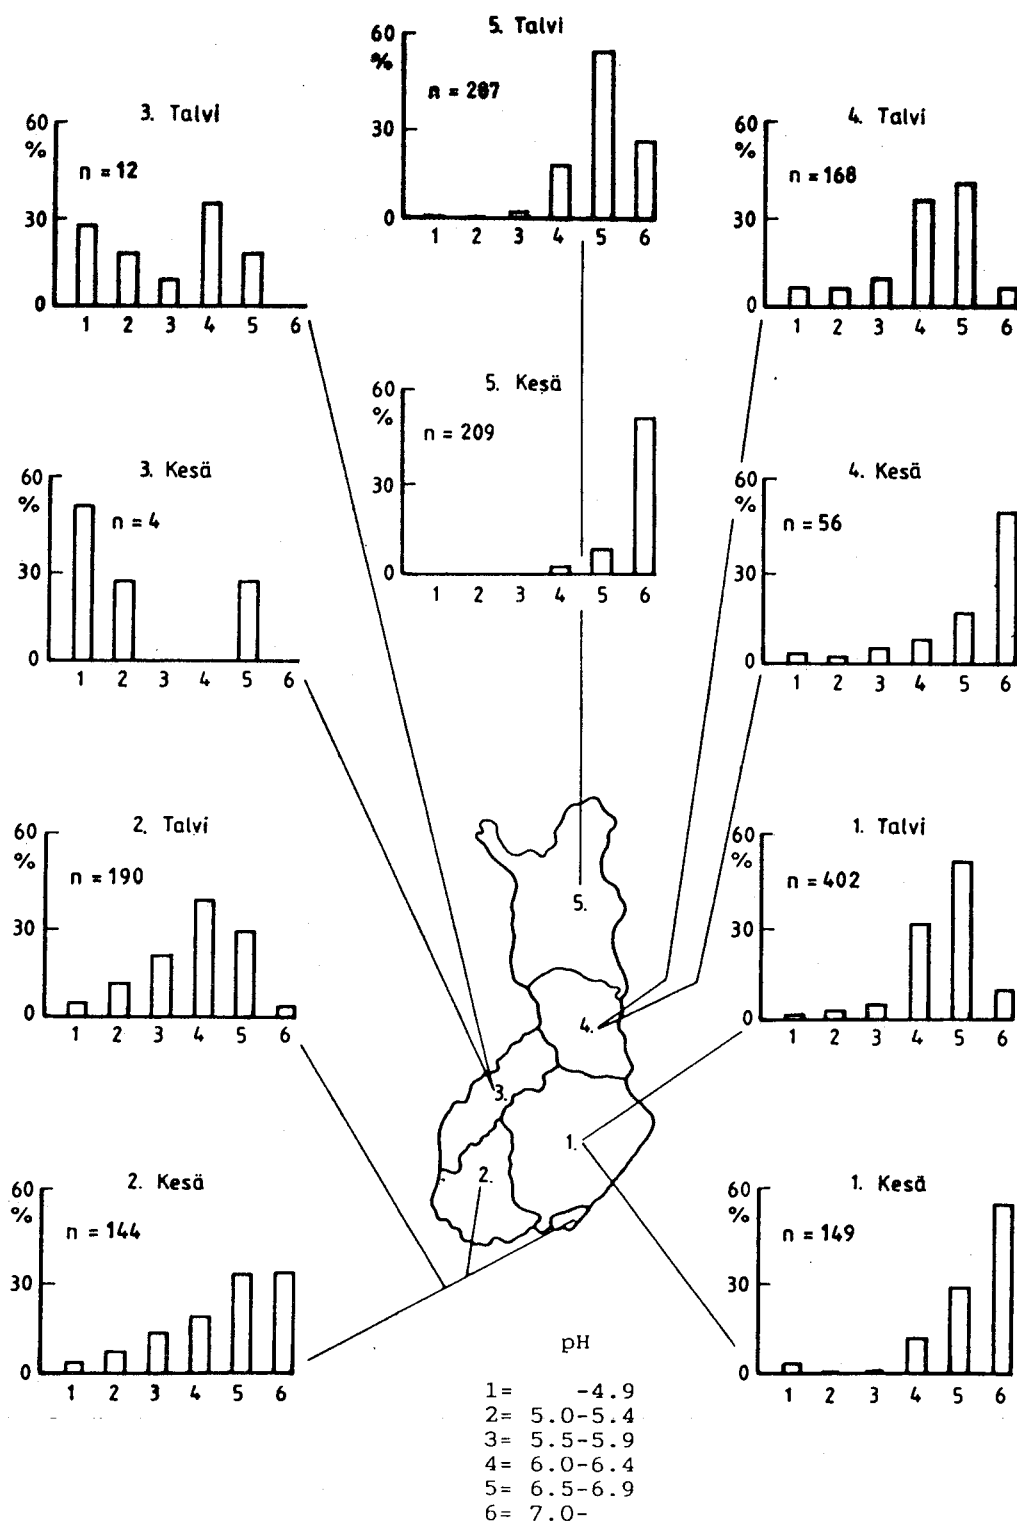 5. Talvi
60
%
n = 287
30
0
1 2 3 4 5 6
3. Talvi
60
%
n = 12
30
0
1 2 3 4 5 6
4. Talvi
60
%
n = 168
30
0
1 2 3 4 5 6
5. Kesä
60
%
n = 209
30
0
1 2 3 4 5 6
3. Kesä
60
%
n = 4
30
0
1 2 3 4 5 6
4. Kesä
60
%
n = 56
30
0
1 2 3 4 5 6
2. Talvi
60
%
n = 190
30
0
1 2 3 4 5 6
1. Talvi
60
%
n = 402
30
0
1 2 3 4 5 6
5.
4.
3.
1.
2.
2. Kesä
60
%
n = 144
30
0
1 2 3 4 5 6
1. Kesä
60
%
n = 149
30
0
1 2 3 4 5 6
pH
1= -4.9
2= 5.0-5.4
3= 5.5-5.9
4= 6.0-6.4
5= 6.5-6.9
6= 7.0-